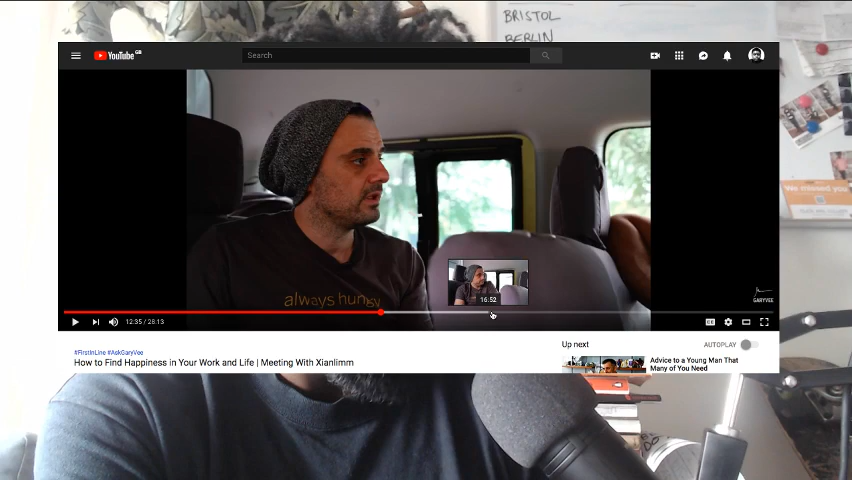 BRISTOL
BERLIN
YouTube GB
Search
always hungry
We missed you
16:52
GARYVEE
12:35 / 28:13
#FirstInLine #AskGaryVee
How to Find Happiness in Your Work and Life | Meeting With Xianlimm
Up next
AUTOPLAY
Advice to a Young Man That
Many of You Need